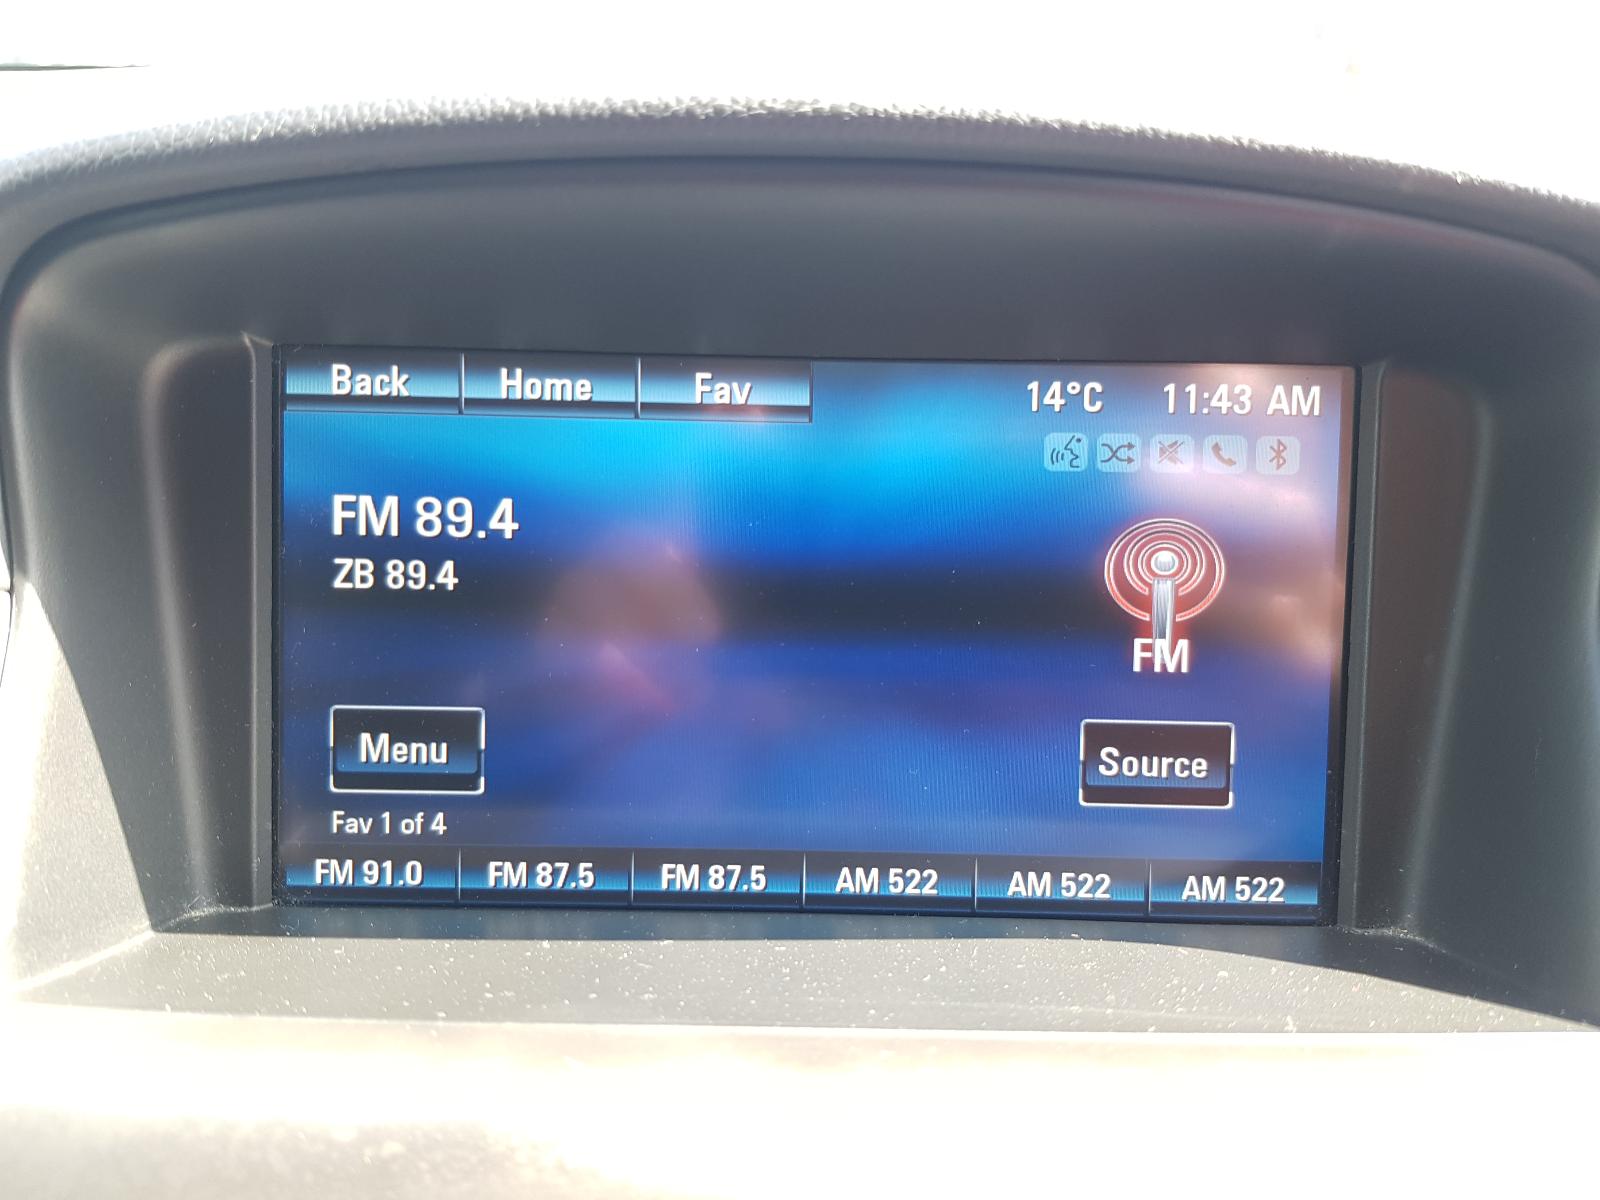 Back Home Fav 14°C 11:43 AM
FM 89.4
ZB 89.4
FM
Menu Source
Fav 1 of 4
FM 91.0 FM 87.5 FM 87.5 AM 522 AM 522 AM 522